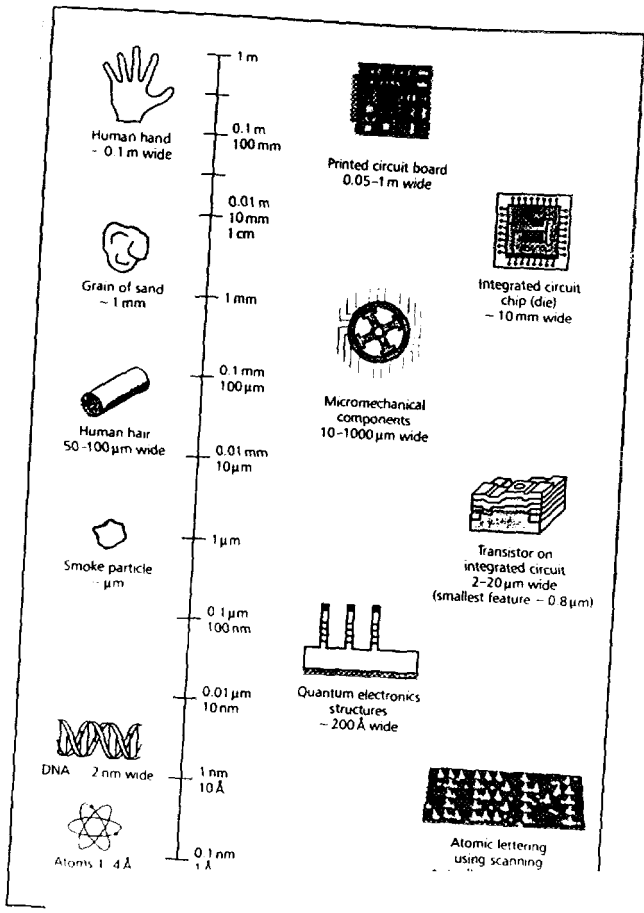 1 m
Human hand
~ 0.1 m wide
0.1 m
100 mm
Printed circuit board
0.05–1 m wide
0.01 m
10 mm
1 cm
Grain of sand
~ 1 mm
1 mm
Integrated circuit
chip (die)
~ 10 mm wide
0.1 mm
100 μm
Micromechanical
components
10–1000 μm wide
Human hair
50–100 μm wide
0.01 mm
10 μm
1 μm
Smoke particle
~ μm
Transistor on
integrated circuit
2–20 μm wide
(smallest feature ~ 0.8 μm)
0.1 μm
100 nm
Quantum electronics
structures
~ 200 Å wide
0.01 μm
10 nm
DNA 2 nm wide
1 nm
10 Å
Atomic lettering
using scanning
0.1 nm
1 Å
Atoms 1–4 Å